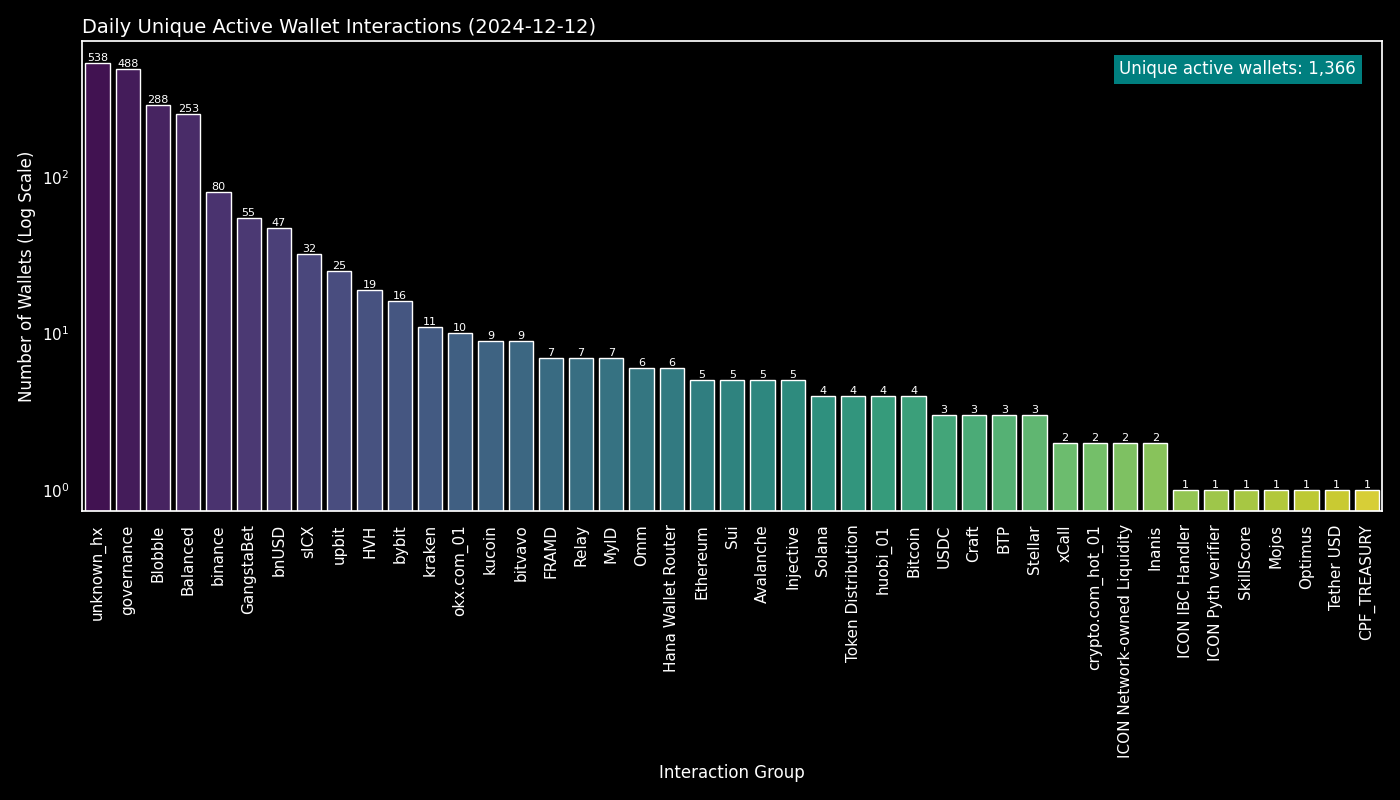 Daily Unique Active Wallet Interactions (2024-12-12)
Unique active wallets: 1,366
Number of Wallets (Log Scale)
10²
10¹
10⁰
538
488
288
253
80
55
47
32
25
19
16
11
10
9
9
7
7
7
6
6
5
5
5
5
4
4
4
4
3
3
3
3
2
2
2
2
1
1
1
1
1
1
1
unknown_hx
governance
Blobble
Balanced
binance
GangstaBet
bnUSD
sICX
upbit
HVH
bybit
kraken
okx.com_01
kucoin
bitvavo
FRAMD
Relay
MyID
Omm
Hana Wallet Router
Ethereum
Sui
Avalanche
Injective
Solana
Token Distribution
huobi_01
Bitcoin
USDC
Craft
BTP
Stellar
xCall
crypto.com_hot_01
ICON Network-owned Liquidity
Inanis
ICON IBC Handler
ICON Pyth verifier
SkillScore
Mojos
Optimus
Tether USD
CPF_TREASURY
Interaction Group